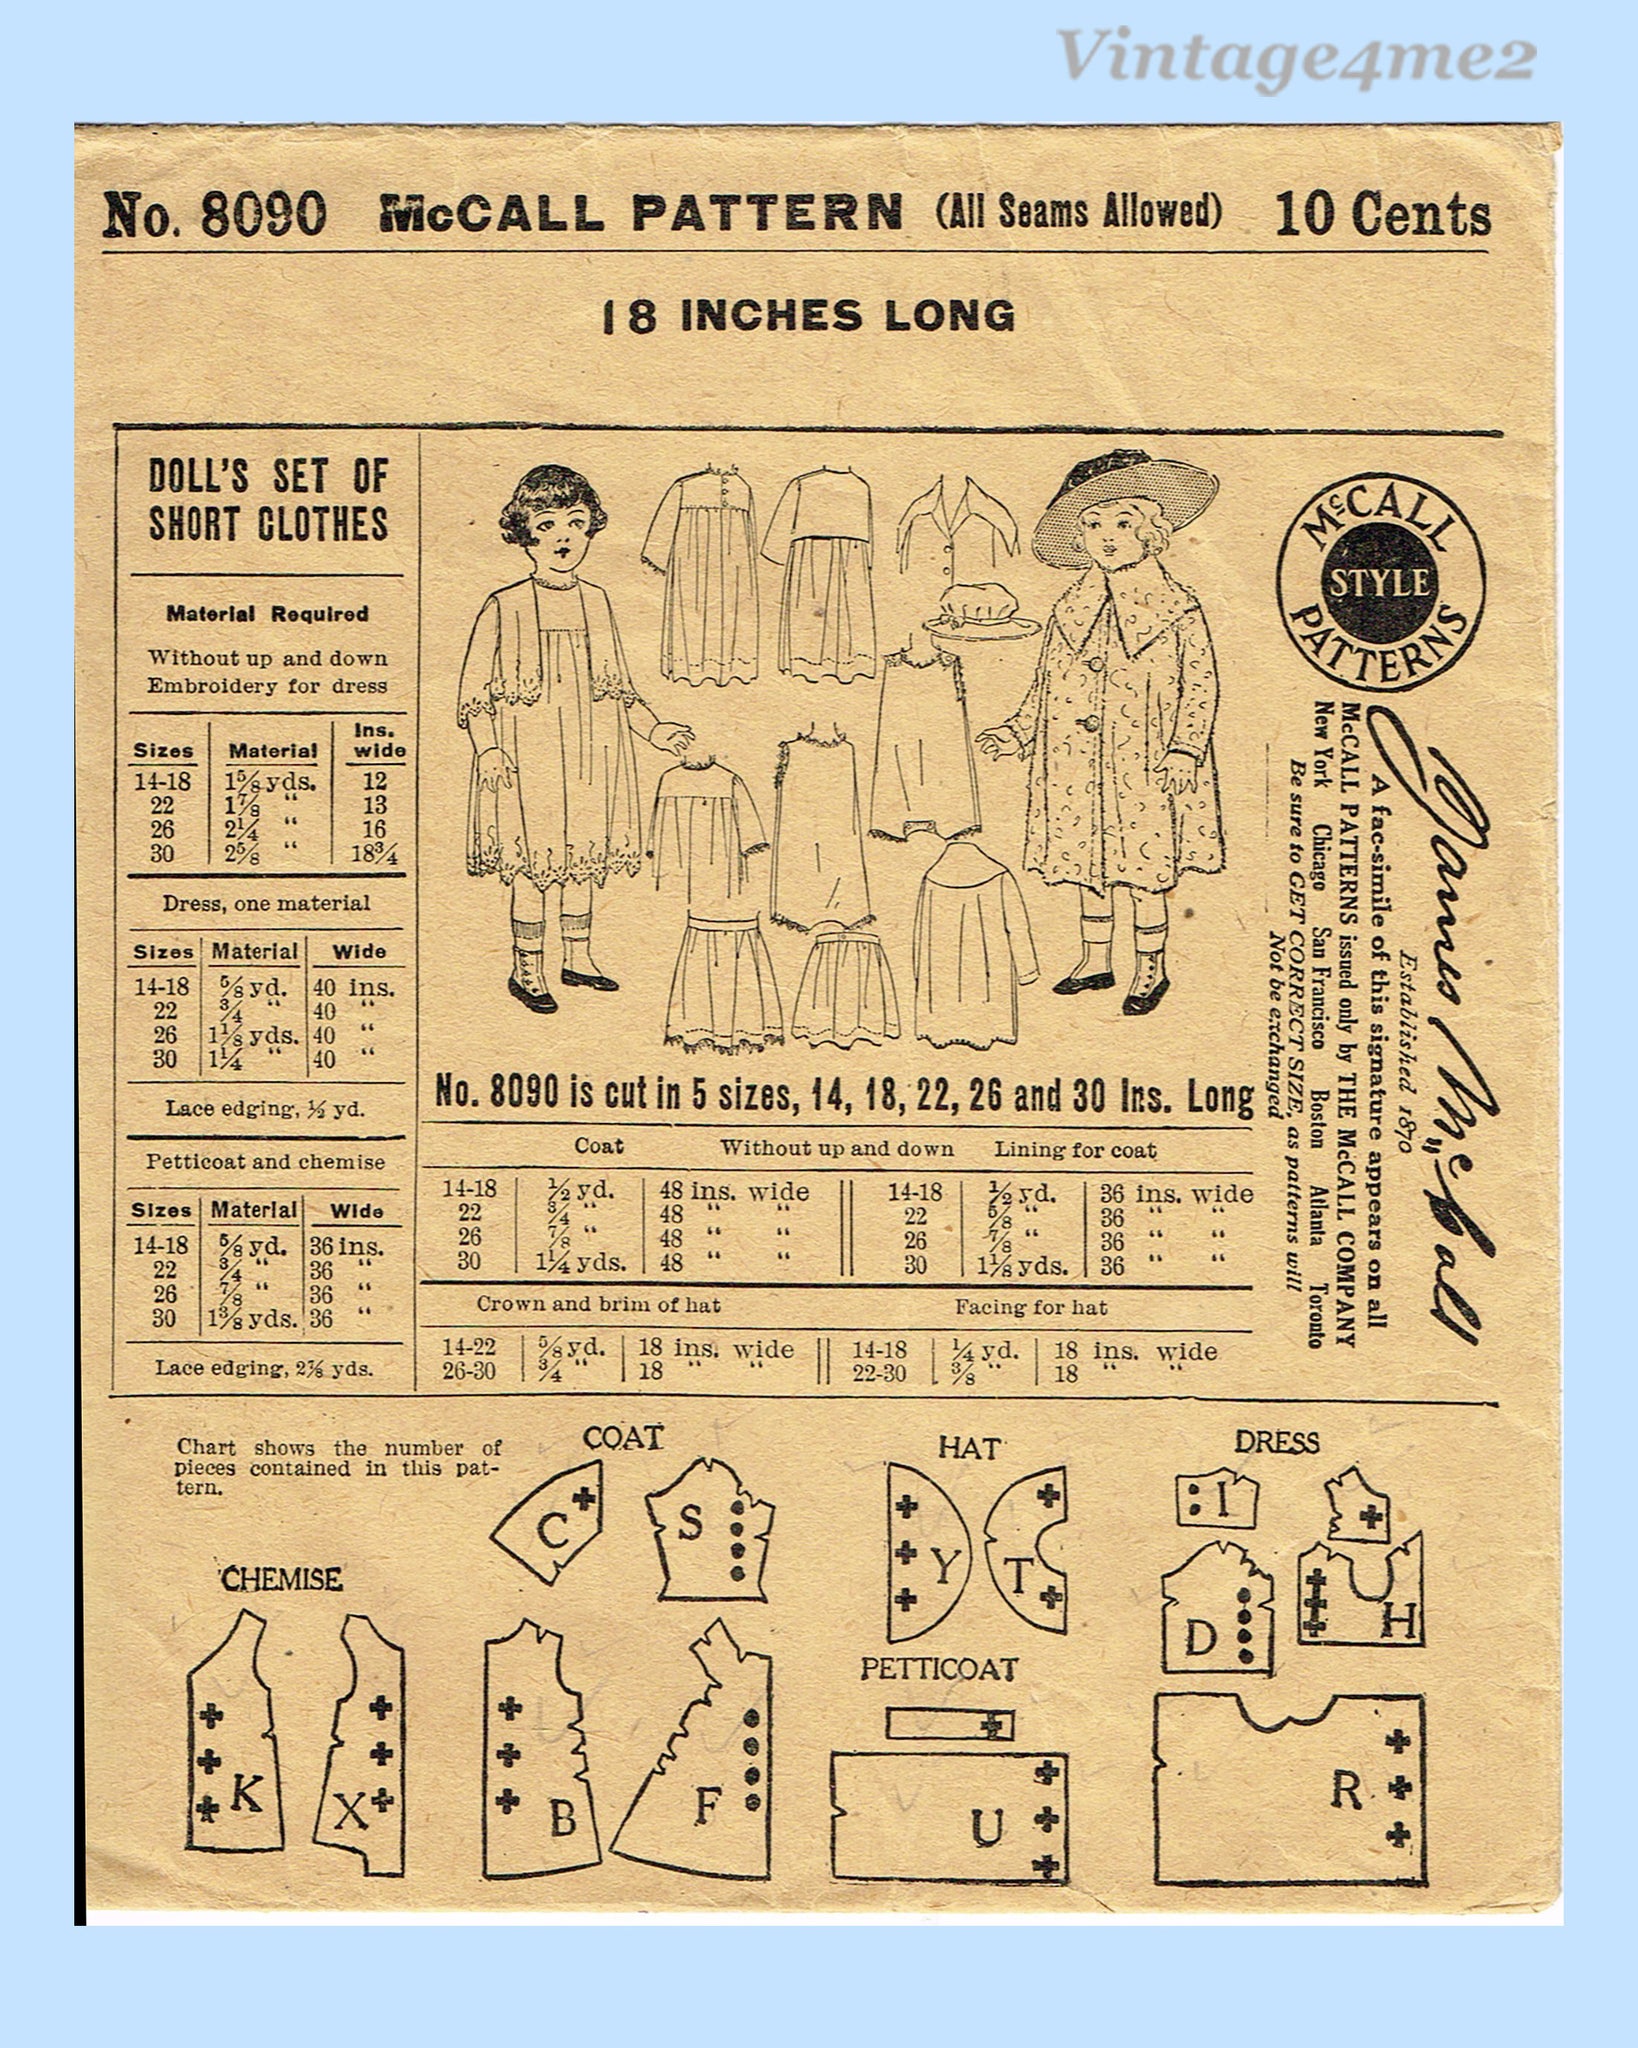 Vintage4me2
No. 8090 McCALL PATTERN (All Seams Allowed) 10 Cents
18 INCHES LONG
DOLL'S SET OF
SHORT CLOTHES
Material Required
Without up and down
Embroidery for dress
Sizes Material Ins. wide
14-18 1⅝ yds. 12
22 1⅞ " 13
26 2¼ " 16
30 2⅝ " 18¾
Dress, one material
Sizes Material Wide
14-18 ⅝ yd. 40 ins.
22 ¾ " 40 "
26 1⅛ yds. 40 "
30 1¼ " 40 "
Lace edging, ½ yd.
Petticoat and chemise
Sizes Material Wide
14-18 ⅝ yd. 36 ins.
22 ¾ " 36 "
26 ⅞ " 36 "
30 1⅜ yds. 36 "
Lace edging, 2⅞ yds.
McCALL
STYLE
PATTERNS
James McCall
Established 1870
A fac-simile of this signature appears on all
McCALL PATTERNS issued only by THE McCALL COMPANY
New York Chicago San Francisco Boston Atlanta Toronto
Be sure to GET CORRECT SIZE, as patterns will
Not be exchanged
No. 8090 is cut in 5 sizes, 14, 18, 22, 26 and 30 Ins. Long
Coat Without up and down Lining for coat
14-18 ½ yd. 48 ins. wide 14-18 ½ yd. 36 ins. wide
22 ¾ " 48 " " 22 ⅝ " 36 " "
26 ⅞ " 48 " " 26 ⅞ " 36 " "
30 1¼ yds. 48 " " 30 1⅛ yds. 36 " "
Crown and brim of hat Facing for hat
14-22 ⅝ yd. 18 ins. wide 14-18 ¼ yd. 18 ins. wide
26-30 ¾ " 18 " " 22-30 ⅜ " 18 " "
Chart shows the number of
pieces contained in this pat-
tern.
COAT
C S
B F
HAT
Y T
DRESS
I
D H
R
CHEMISE
K X
PETTICOAT
U